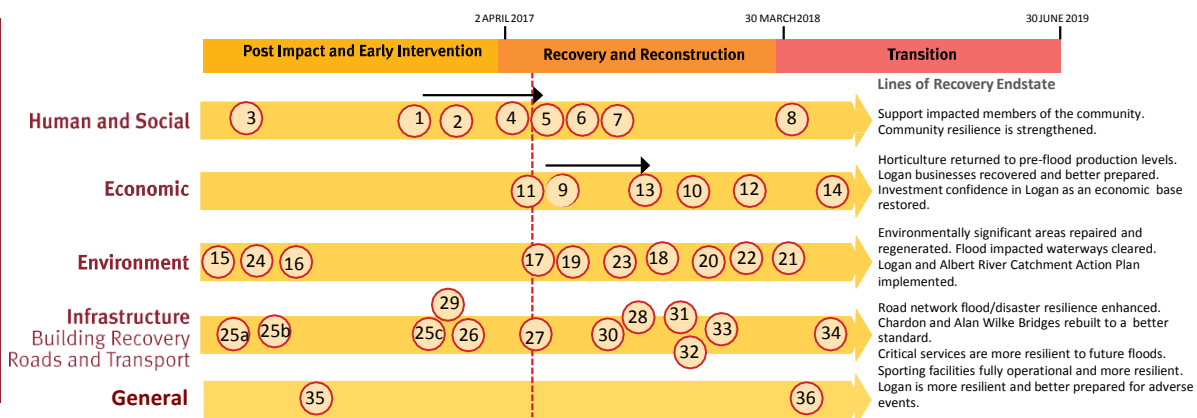 2 APRIL 2017
30 MARCH 2018
30 JUNE 2019
Post Impact and Early Intervention
Recovery and Reconstruction
Transition
Lines of Recovery Endstate
Human and Social
3
1
2
4
5
6
7
8
Support impacted members of the community.
Community resilience is strengthened.
Economic
11
9
13
10
12
14
Horticulture returned to pre-flood production levels.
Logan businesses recovered and better prepared.
Investment confidence in Logan as an economic base
restored.
Environment
15
24
16
17
19
23
18
20
22
21
Environmentally significant areas repaired and
regenerated. Flood impacted waterways cleared.
Logan and Albert River Catchment Action Plan
implemented.
Infrastructure
Building Recovery
Roads and Transport
25a
25b
25c
29
26
27
30
28
31
32
33
34
Road network flood/disaster resilience enhanced.
Chardon and Alan Wilke Bridges rebuilt to a better
standard.
Critical services are more resilient to future floods.
Sporting facilities fully operational and more resilient.
General
35
36
Logan is more resilient and better prepared for adverse
events.